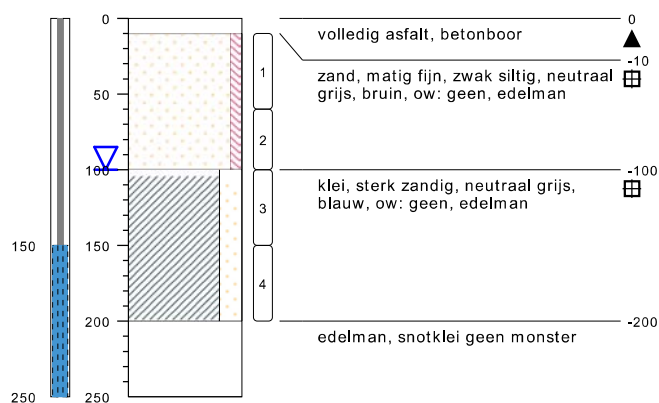 0
0
volledig asfalt, betonboor
-10
1
zand, matig fijn, zwak siltig, neutraal
grijs, bruin, ow: geen, edelman
50
2
100
-100
klei, sterk zandig, neutraal grijs,
blauw, ow: geen, edelman
3
150
150
4
200
-200
edelman, snotklei geen monster
250
250